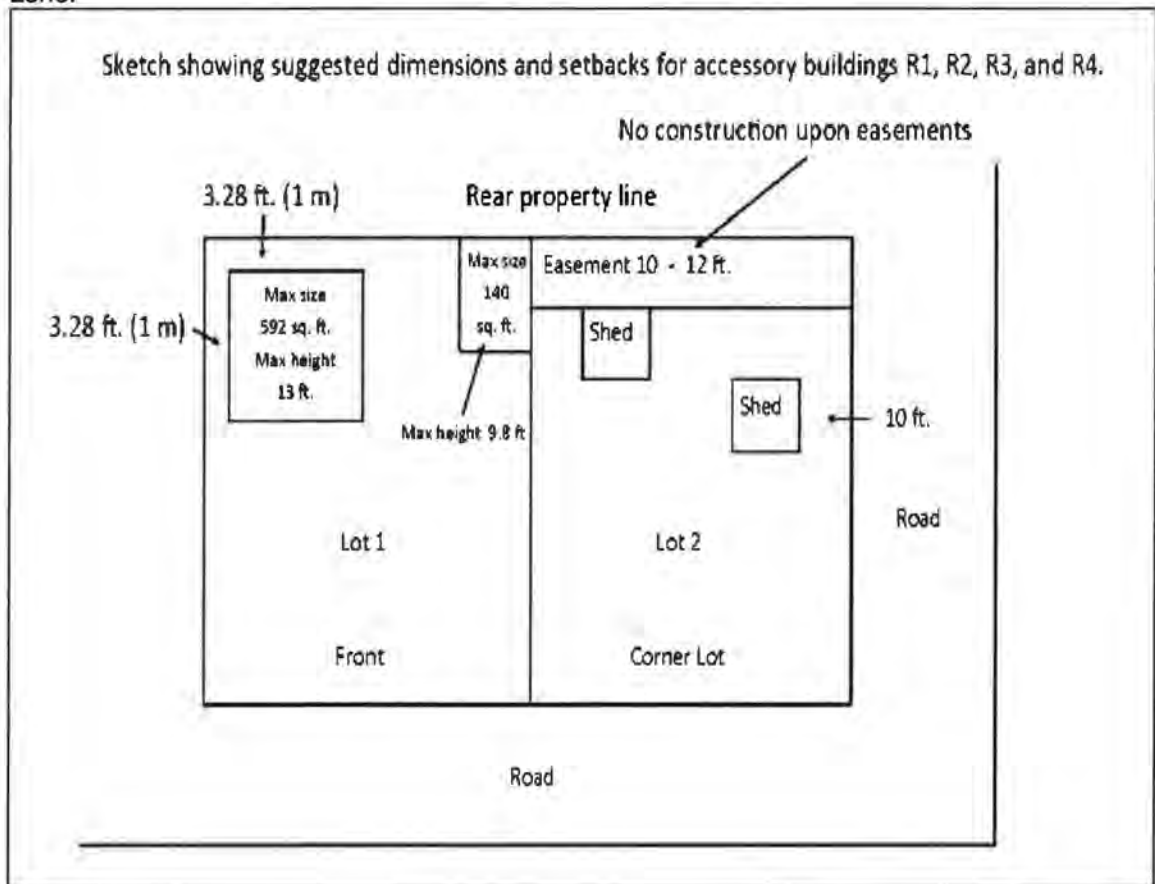 Sketch showing suggested dimensions and setbacks for accessory buildings R1, R2, R3, and R4.
No construction upon easements
3.28 ft. (1 m)
Rear property line
Max size
140
sq. ft.
Easement 10 - 12 ft.
Max size
592 sq. ft.
Max height
13 ft.
3.28 ft. (1 m)
Shed
Shed
10 ft.
Max height 9.8 ft
Road
Lot 1
Lot 2
Front
Corner Lot
Road